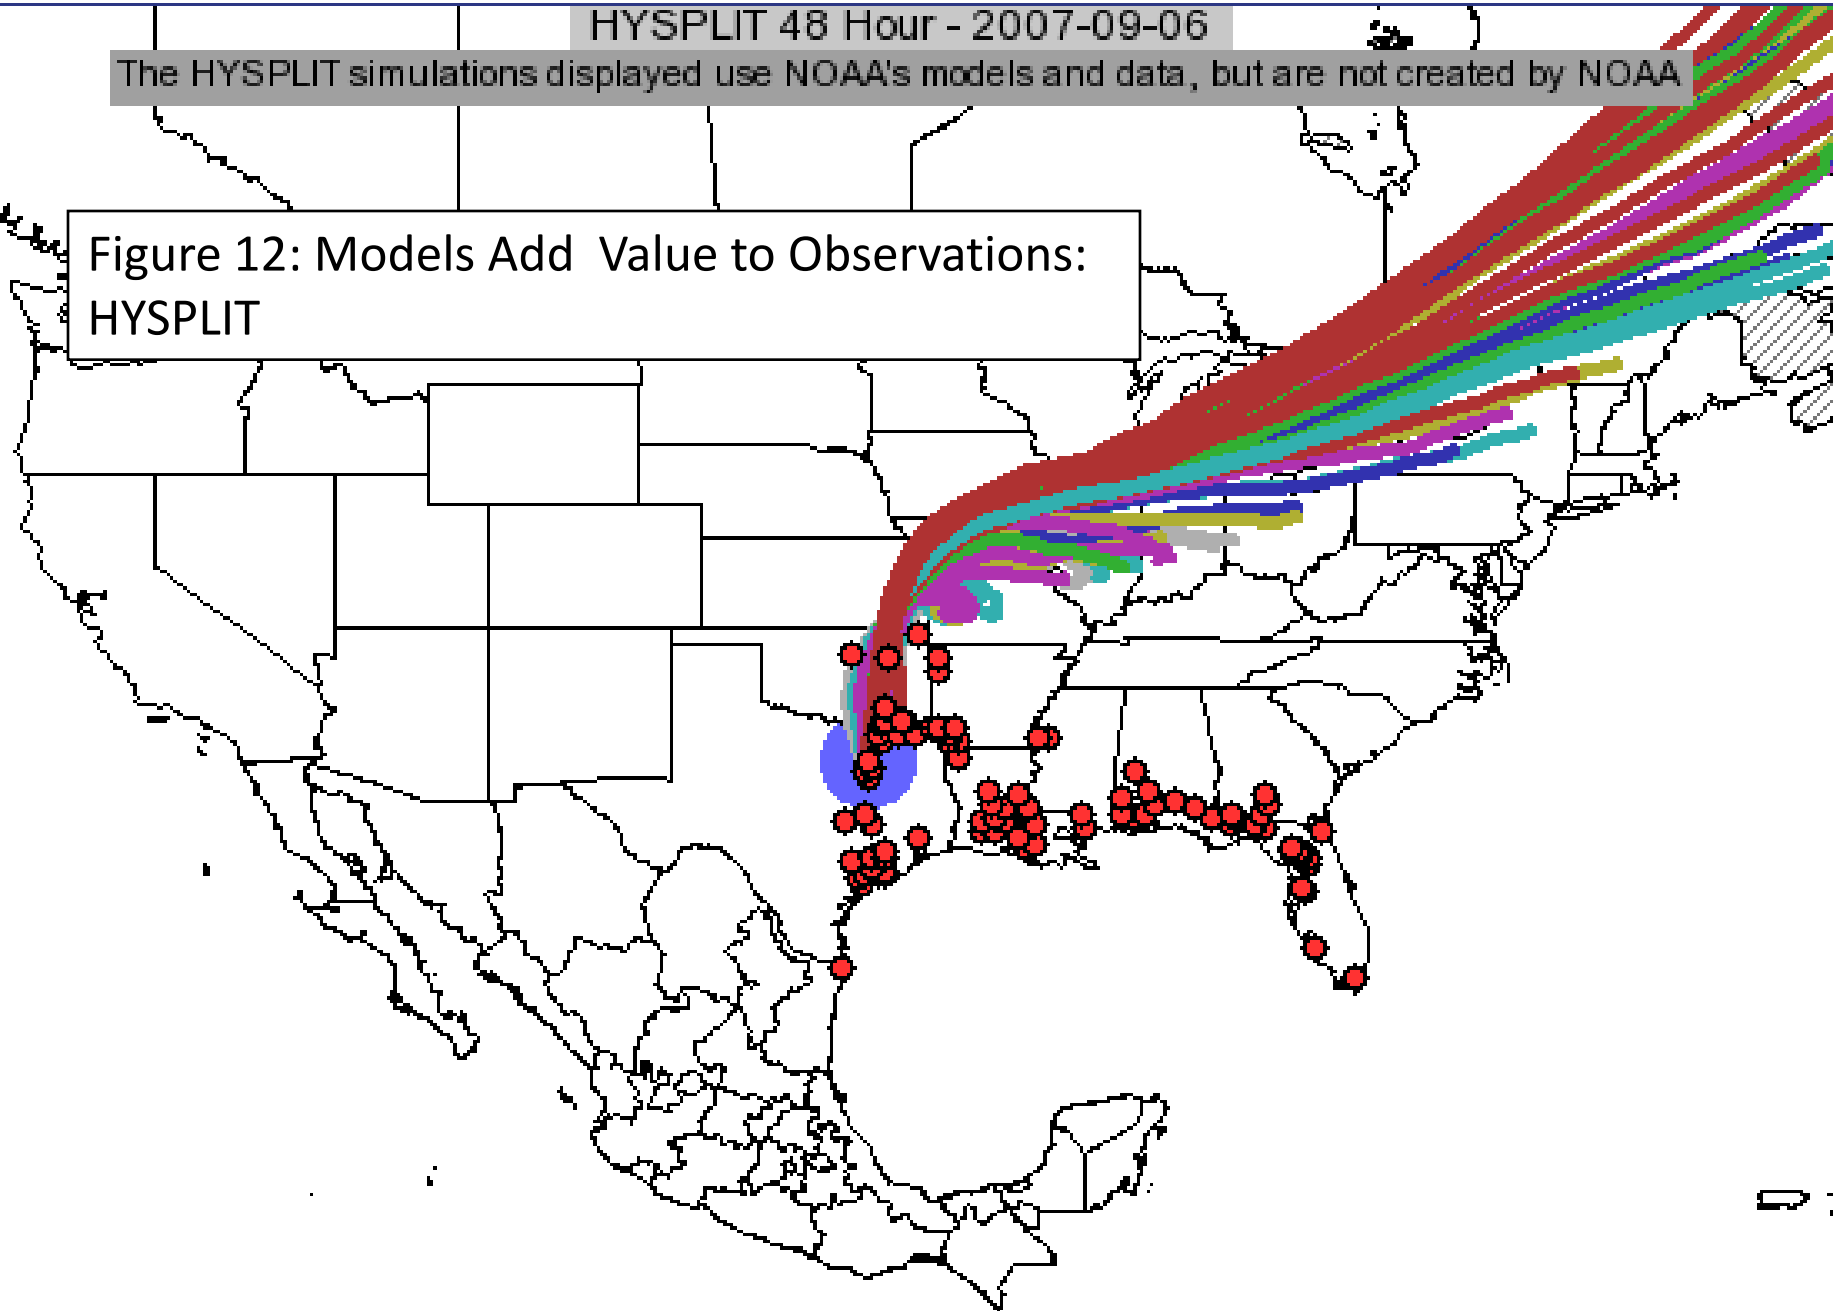 HYSPLIT 48 Hour - 2007-09-06
The HYSPLIT simulations displayed use NOAA's models and data, but are not created by NOAA
Figure 12: Models Add  Value to Observations:
HYSPLIT